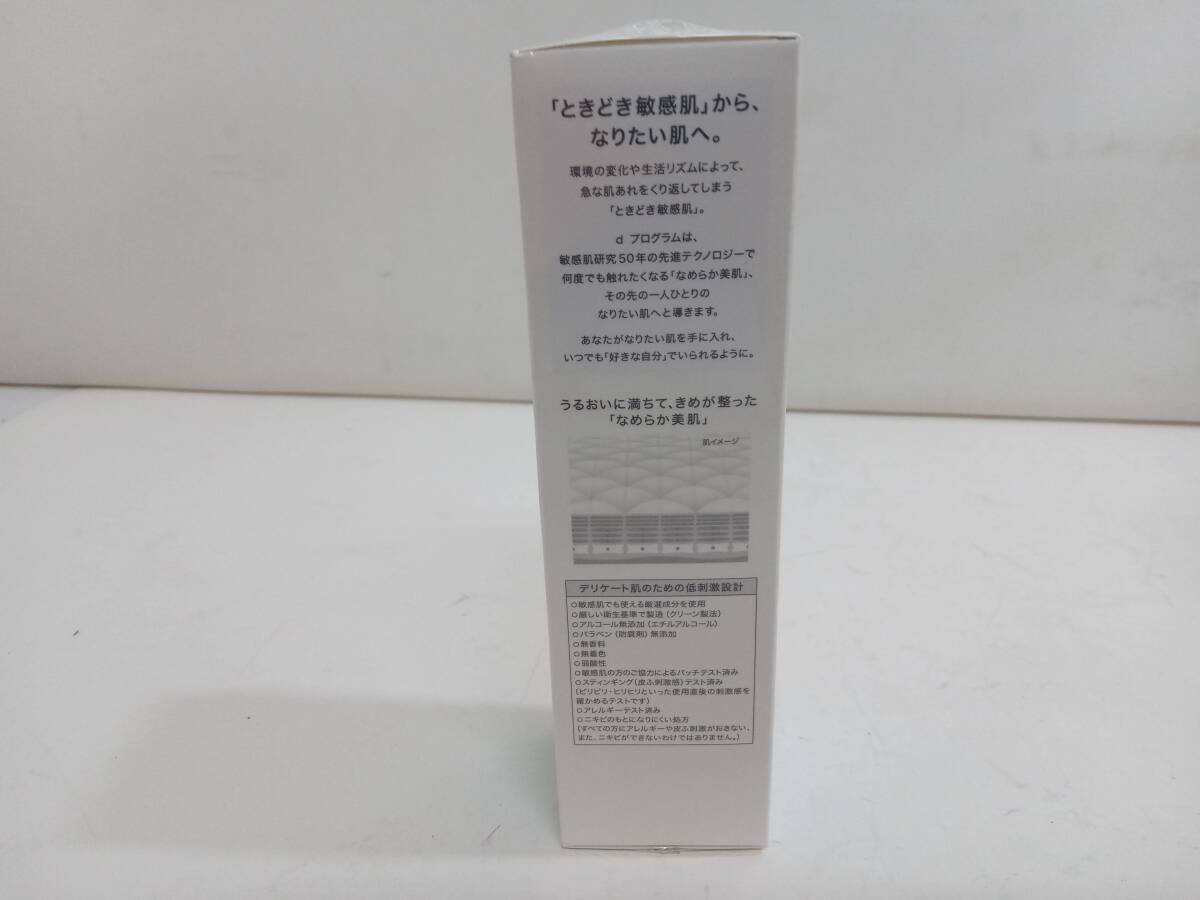 「ときどき敏感肌」から、
なりたい肌へ。
環境の変化や生活リズムによって、
急な肌あれをくり返してしまう
「ときどき敏感肌」。
d プログラムは、
敏感肌研究50年の先進テクノロジーで
何度でも触れたくなる「なめらか美肌」、
その先の一人ひとりの
なりたい肌へと導きます。
あなたがなりたい肌を手に入れ、
いつでも「好きな自分」でいられるように。
うるおいに満ちて、きめが整った
「なめらか美肌」
肌イメージ
デリケート肌のための低刺激設計
○敏感肌でも使える厳選成分を使用
○厳しい衛生基準で製造（クリーン製法）
○アルコール無添加（エチルアルコール）
○パラベン（防腐剤）無添加
○無香料
○無着色
○弱酸性
○敏感肌の方のご協力によるパッチテスト済み
○スティンギング（皮ふ刺激感）テスト済み
（ピリピリ・ヒリヒリといった使用直後の刺激感を
確かめるテストです）
○アレルギーテスト済み
○ニキビのもとになりにくい処方
（すべての方にアレルギーや皮ふ刺激がおきない、
また、ニキビができないわけではありません。）